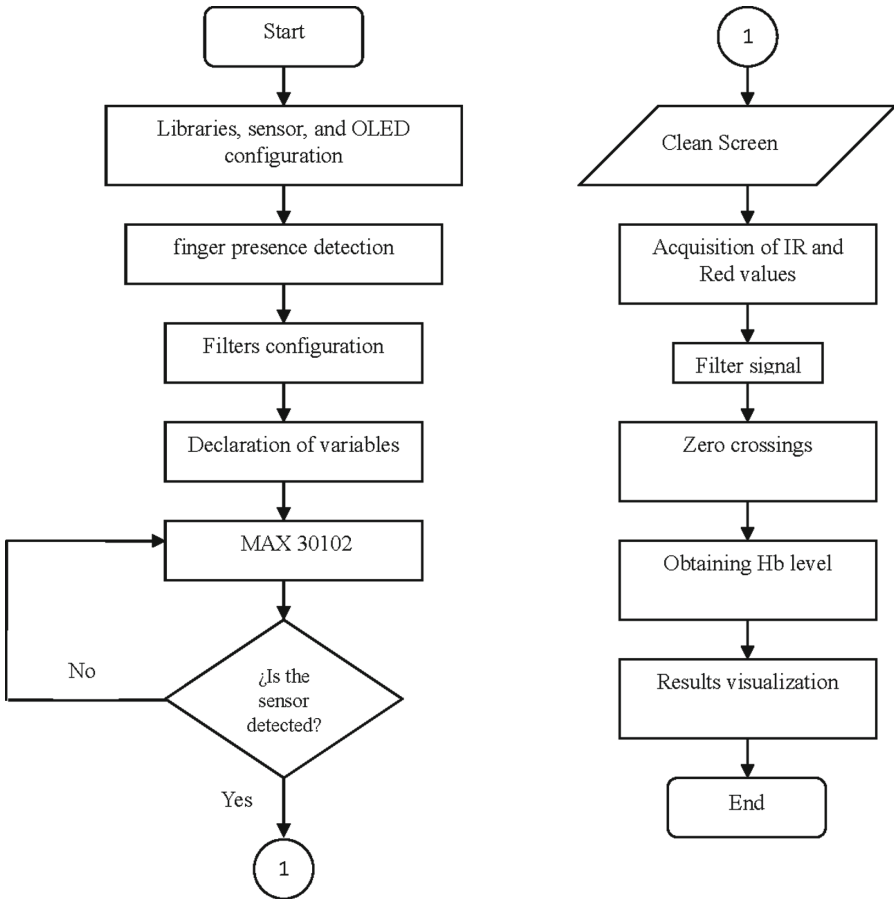 Start
Libraries, sensor, and OLED
configuration
finger presence detection
Filters configuration
Declaration of variables
MAX 30102
No
¿Is the
sensor
detected?
Yes
1
1
Clean Screen
Acquisition of IR and
Red values
Filter signal
Zero crossings
Obtaining Hb level
Results visualization
End